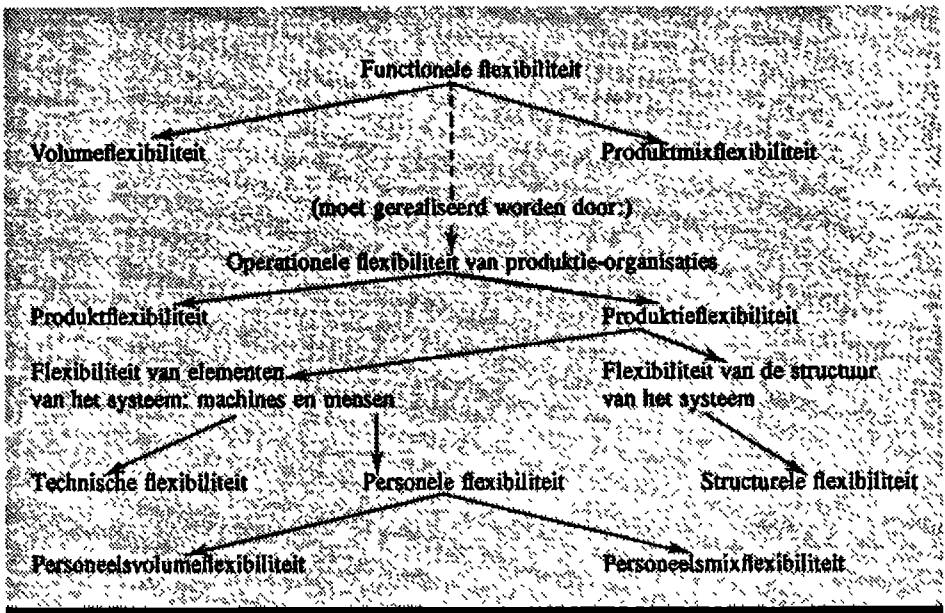 Functionele flexibiliteit
Volumeflexibiliteit
Produktmixflexibiliteit
(moet gerealiseerd worden door:)
Operationele flexibiliteit van produktie-organisaties
Produktflexibiliteit
Produktieflexibiliteit
Flexibiliteit van elementen
van het systeem: machines en mensen
Flexibiliteit van de structuur
van het systeem
Technische flexibiliteit
Personele flexibiliteit
Structurele flexibiliteit
Personeelsvolumeflexibiliteit
Personeelsmixflexibiliteit